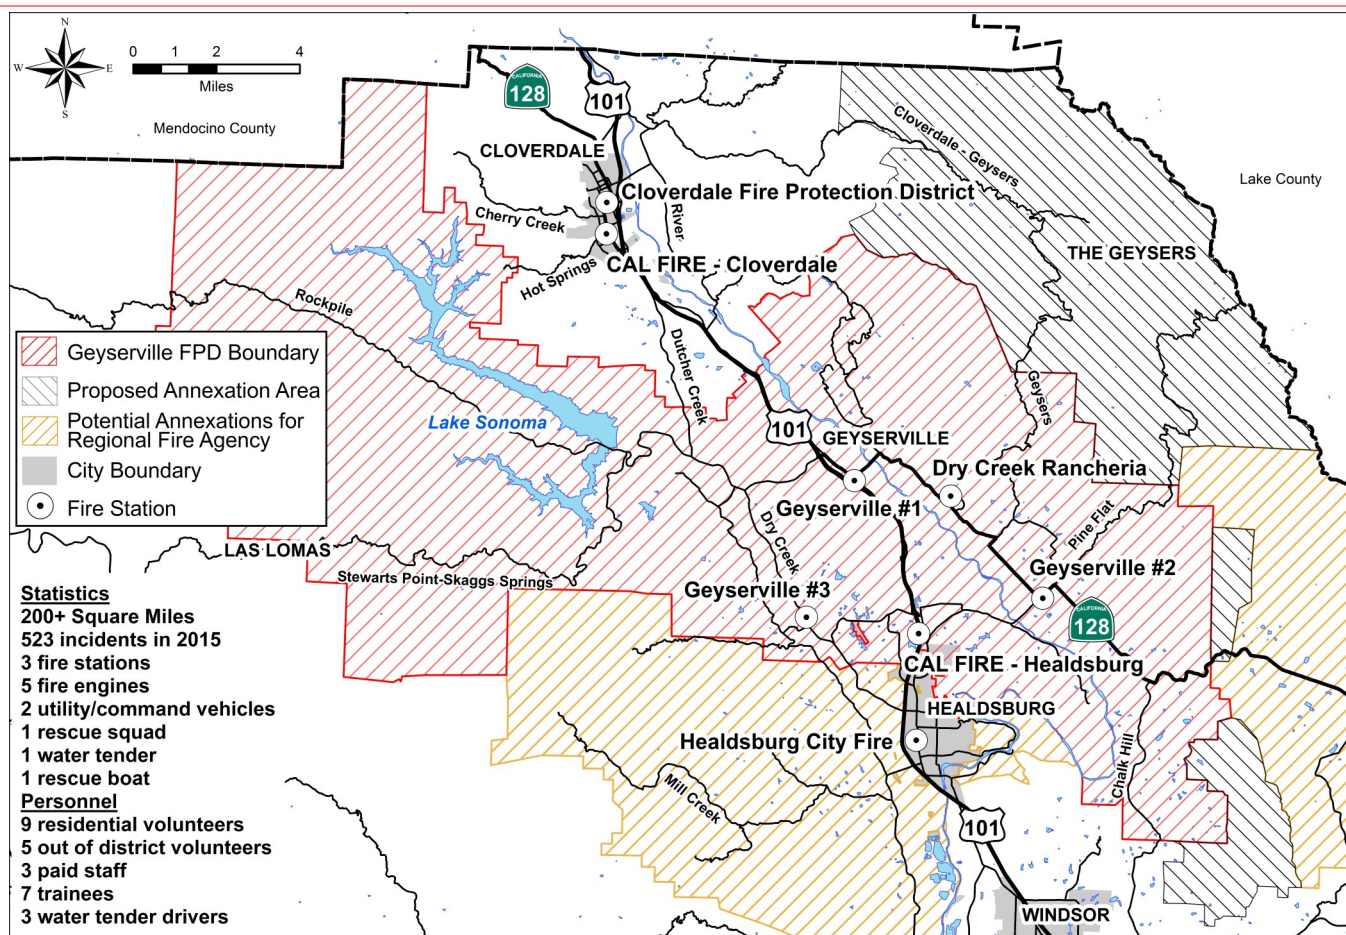 N
W
E
S
0 1 2 4
Miles
Mendocino County
CALIFORNIA
128
101
CLOVERDALE
Cloverdale - Geysers
Lake County
Cloverdale Fire Protection District
River
Cherry Creek
THE GEYSERS
CAL FIRE - Cloverdale
Hot Springs
Rockpile
Dutcher Creek
Geysers
Geyserville FPD Boundary
Proposed Annexation Area
Potential Annexations for
Regional Fire Agency
City Boundary
Fire Station
Lake Sonoma
101
GEYSERVILLE
Dry Creek Rancheria
Geyserville #1
Dry Creek
Pine Flat
LAS LOMAS
Stewarts Point-Skaggs Springs
Geyserville #2
Geyserville #3
CALIFORNIA
128
CAL FIRE - Healdsburg
HEALDSBURG
Healdsburg City Fire
Chalk Hill
Mill Creek
101
WINDSOR
Statistics
200+ Square Miles
523 incidents in 2015
3 fire stations
5 fire engines
2 utility/command vehicles
1 rescue squad
1 water tender
1 rescue boat
Personnel
9 residential volunteers
5 out of district volunteers
3 paid staff
7 trainees
3 water tender drivers